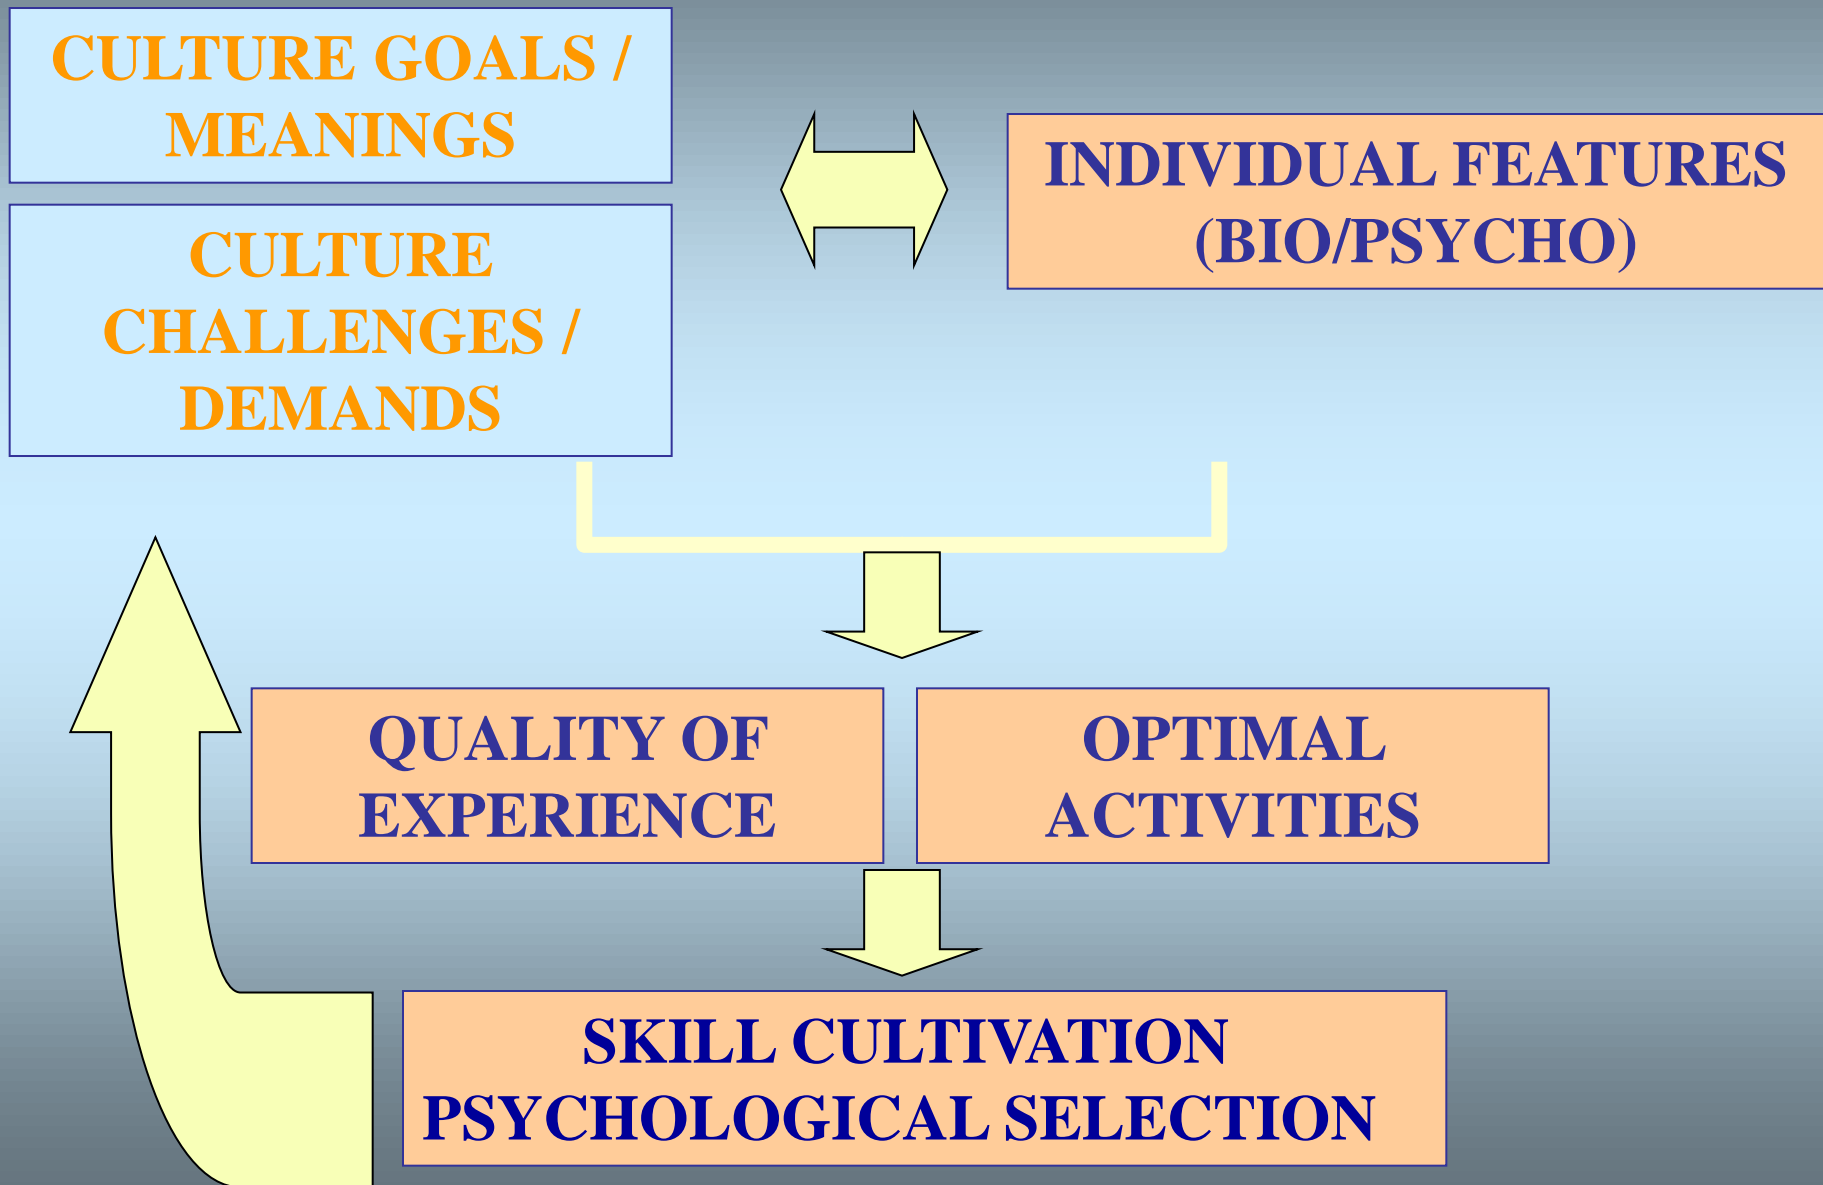 CULTURE GOALS /
MEANINGS
CULTURE
CHALLENGES /
DEMANDS
INDIVIDUAL FEATURES
(BIO/PSYCHO)
QUALITY OF
EXPERIENCE
OPTIMAL
ACTIVITIES
SKILL CULTIVATION
PSYCHOLOGICAL SELECTION